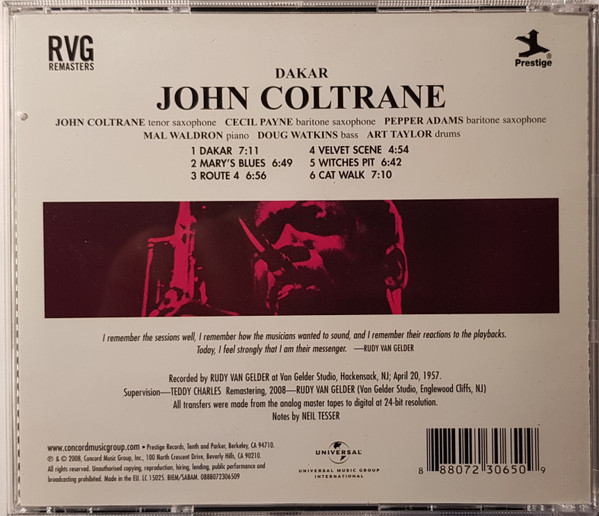 RVG
REMASTERS
Prestige
DAKAR
JOHN COLTRANE
JOHN COLTRANE tenor saxophone CECIL PAYNE baritone saxophone PEPPER ADAMS baritone saxophone
MAL WALDRON piano DOUG WATKINS bass ART TAYLOR drums
1 DAKAR 7:11
2 MARY'S BLUES 6:49
3 ROUTE 4 6:56
4 VELVET SCENE 4:54
5 WITCHES PIT 6:42
6 CAT WALK 7:10
I remember the sessions well, I remember how the musicians wanted to sound, and I remember their reactions to the playbacks.
Today, I feel strongly that I am their messenger. —RUDY VAN GELDER
Recorded by RUDY VAN GELDER at Van Gelder Studio, Hackensack, NJ; April 20, 1957.
Supervision—TEDDY CHARLES Remastering, 2008—RUDY VAN GELDER (Van Gelder Studio, Englewood Cliffs, NJ)
All transfers were made from the analog master tapes to digital at 24-bit resolution.
Notes by NEIL TESSER
www.concordmusicgroup.com • Prestige Records, Tenth and Parker, Berkeley, CA 94710.
℗ & © 2008, Concord Music Group, Inc., 100 North Crescent Drive, Beverly Hills, CA 90210.
All rights reserved. Unauthorised copying, reproduction, hiring, lending, public performance and
broadcasting prohibited. Made in the EU. LC 15025. BIEM/SABAM. 0888072306509
UNIVERSAL
UNIVERSAL MUSIC GROUP
INTERNATIONAL
8 88072 30650 9